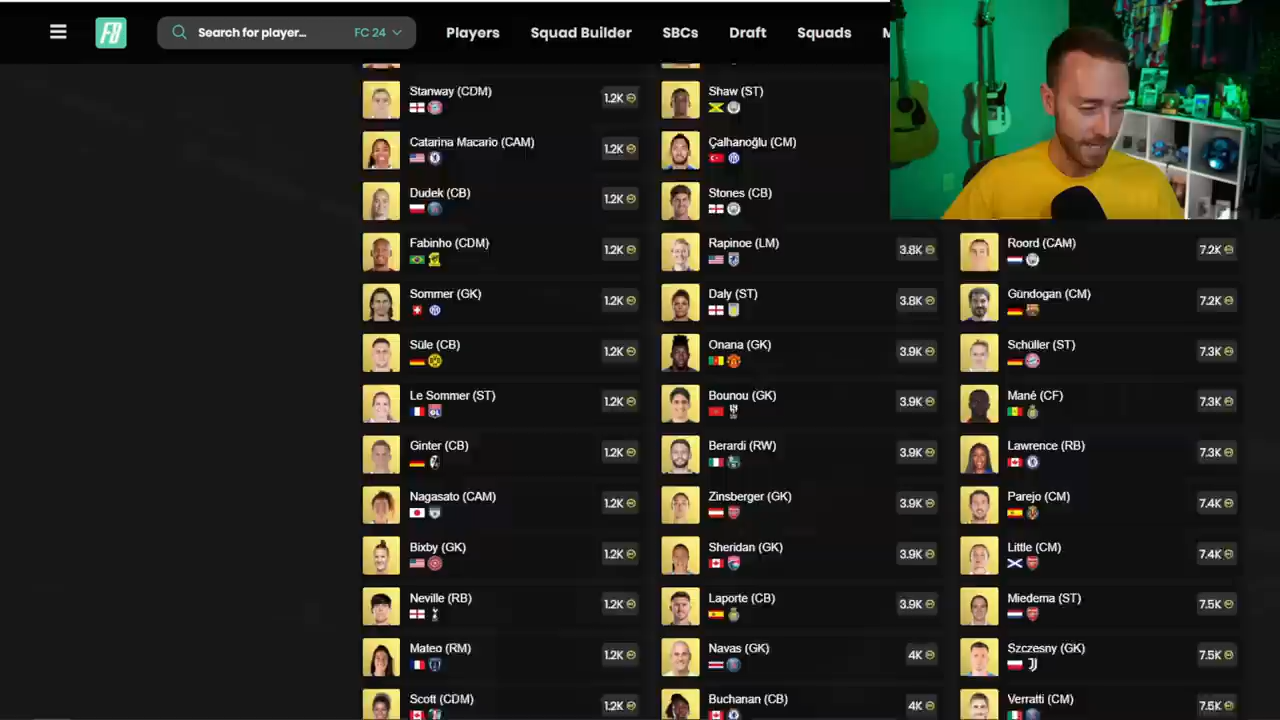 FB
Search for player...
FC 24
Players
Squad Builder
SBCs
Draft
Squads
M
Stanway (CDM)
1.2K
Catarina Macario (CAM)
1.2K
Dudek (CB)
1.2K
Fabinho (CDM)
1.2K
Sommer (GK)
1.2K
Süle (CB)
1.2K
Le Sommer (ST)
1.2K
Ginter (CB)
1.2K
Nagasato (CAM)
1.2K
Bixby (GK)
1.2K
Neville (RB)
1.2K
Mateo (RM)
1.2K
Scott (CDM)
1.2K
Shaw (ST)
Çalhanoğlu (CM)
Stones (CB)
Rapinoe (LM)
3.8K
Daly (ST)
3.8K
Onana (GK)
3.9K
Bounou (GK)
3.9K
Berardi (RW)
3.9K
Zinsberger (GK)
3.9K
Sheridan (GK)
3.9K
Laporte (CB)
3.9K
Navas (GK)
4K
Buchanan (CB)
4K
Roord (CAM)
7.2K
Gündogan (CM)
7.2K
Schüller (ST)
7.3K
Mané (CF)
7.3K
Lawrence (RB)
7.3K
Parejo (CM)
7.4K
Little (CM)
7.4K
Miedema (ST)
7.5K
Szczesny (GK)
7.5K
Verratti (CM)
7.5K